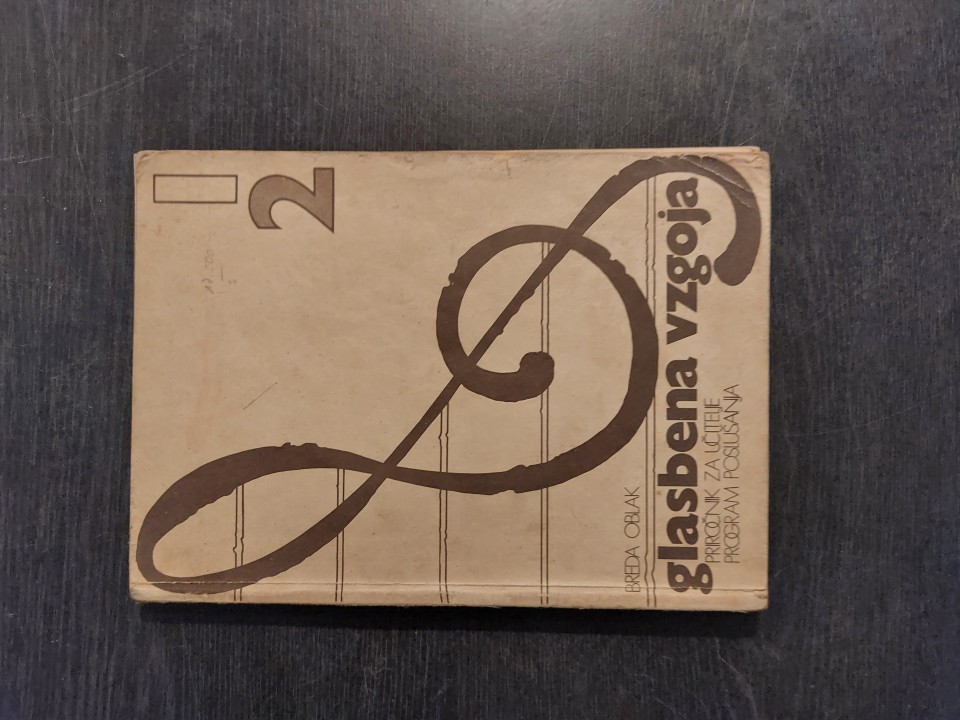 2
BREDA OBLAK
glasbena vzgoja
PRIROČNIK ZA UČITELJE
PROGRAM POSLUŠANJA